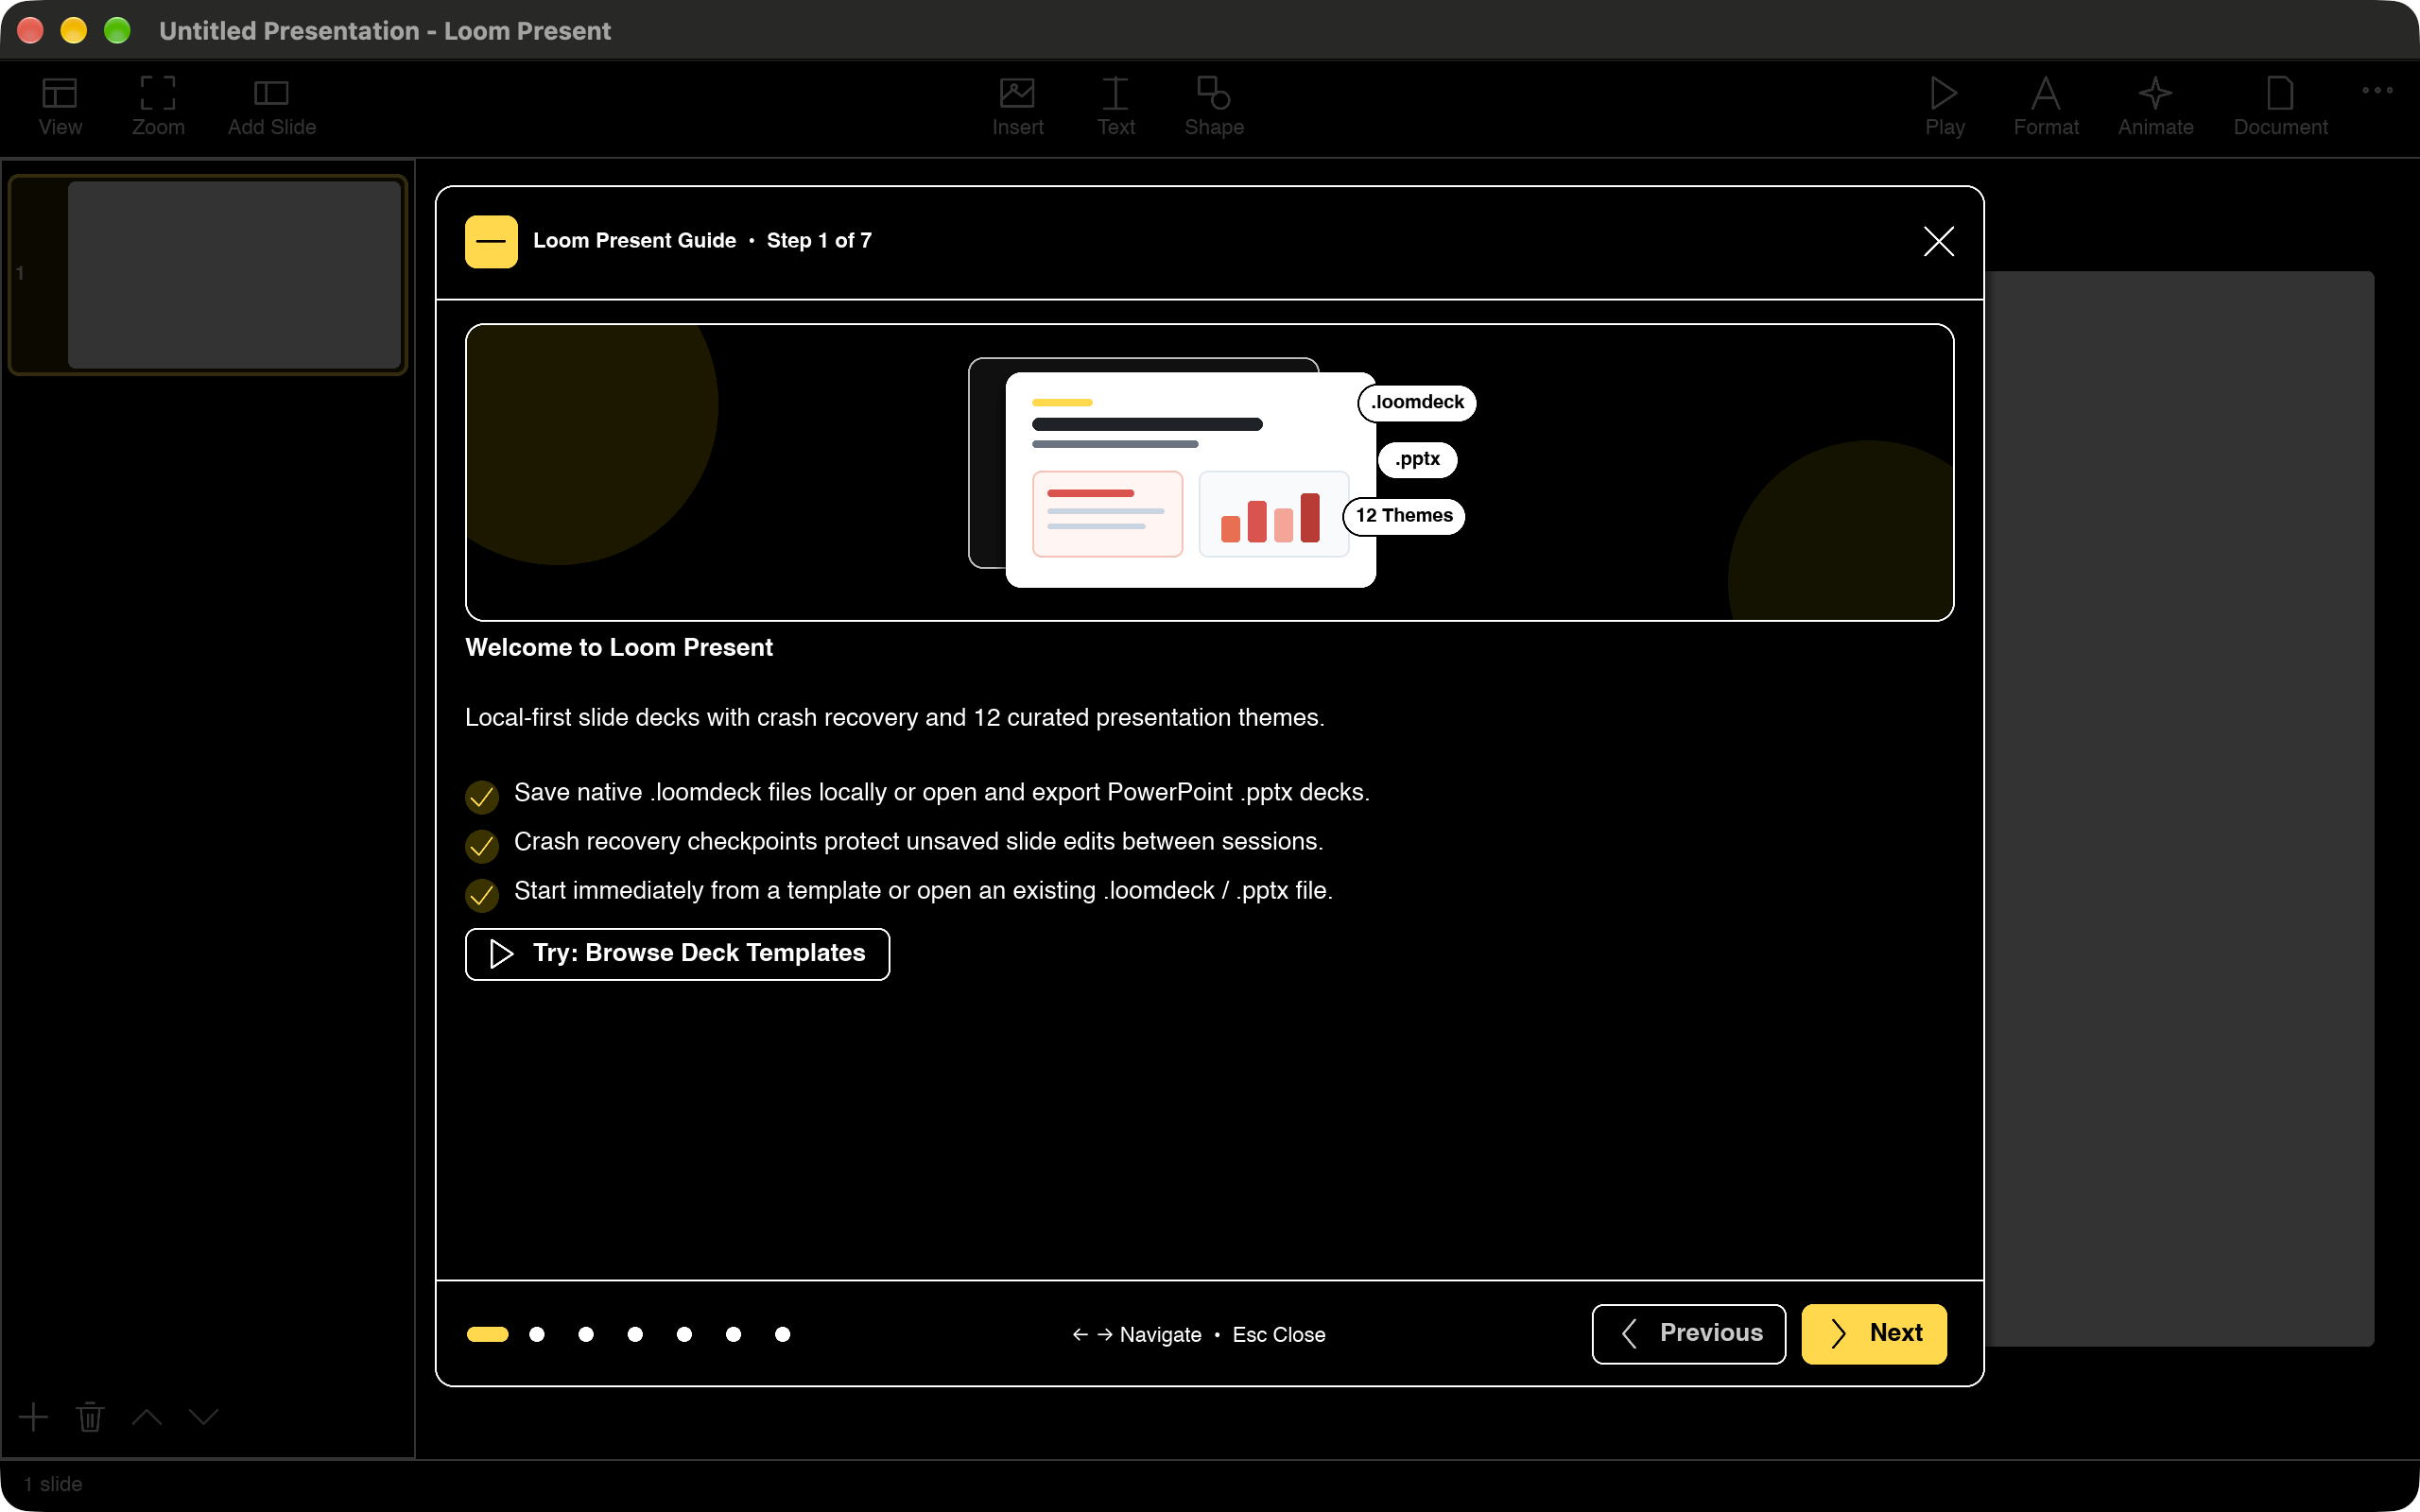 Untitled Presentation - Loom Present
View
Zoom
Add Slide
Insert
Text
Shape
Play
Format
Animate
Document
1
Loom Present Guide • Step 1 of 7
.loomdeck
.pptx
12 Themes
Welcome to Loom Present
Local-first slide decks with crash recovery and 12 curated presentation themes.
Save native .loomdeck files locally or open and export PowerPoint .pptx decks.
Crash recovery checkpoints protect unsaved slide edits between sessions.
Start immediately from a template or open an existing .loomdeck / .pptx file.
Try: Browse Deck Templates
← → Navigate • Esc Close
Previous
Next
1 slide